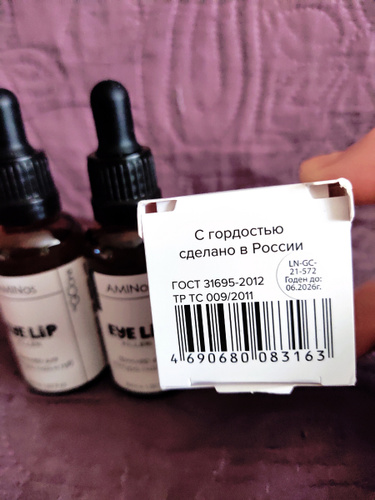 С гордостью
сделано в России
LN-GC-
21-572
Годен до:
06.2026г.
ГОСТ 31695-2012
ТР ТС 009/2011
4 690680 083163
AMINOs
EYE LiP
AMINOs
EYE Li